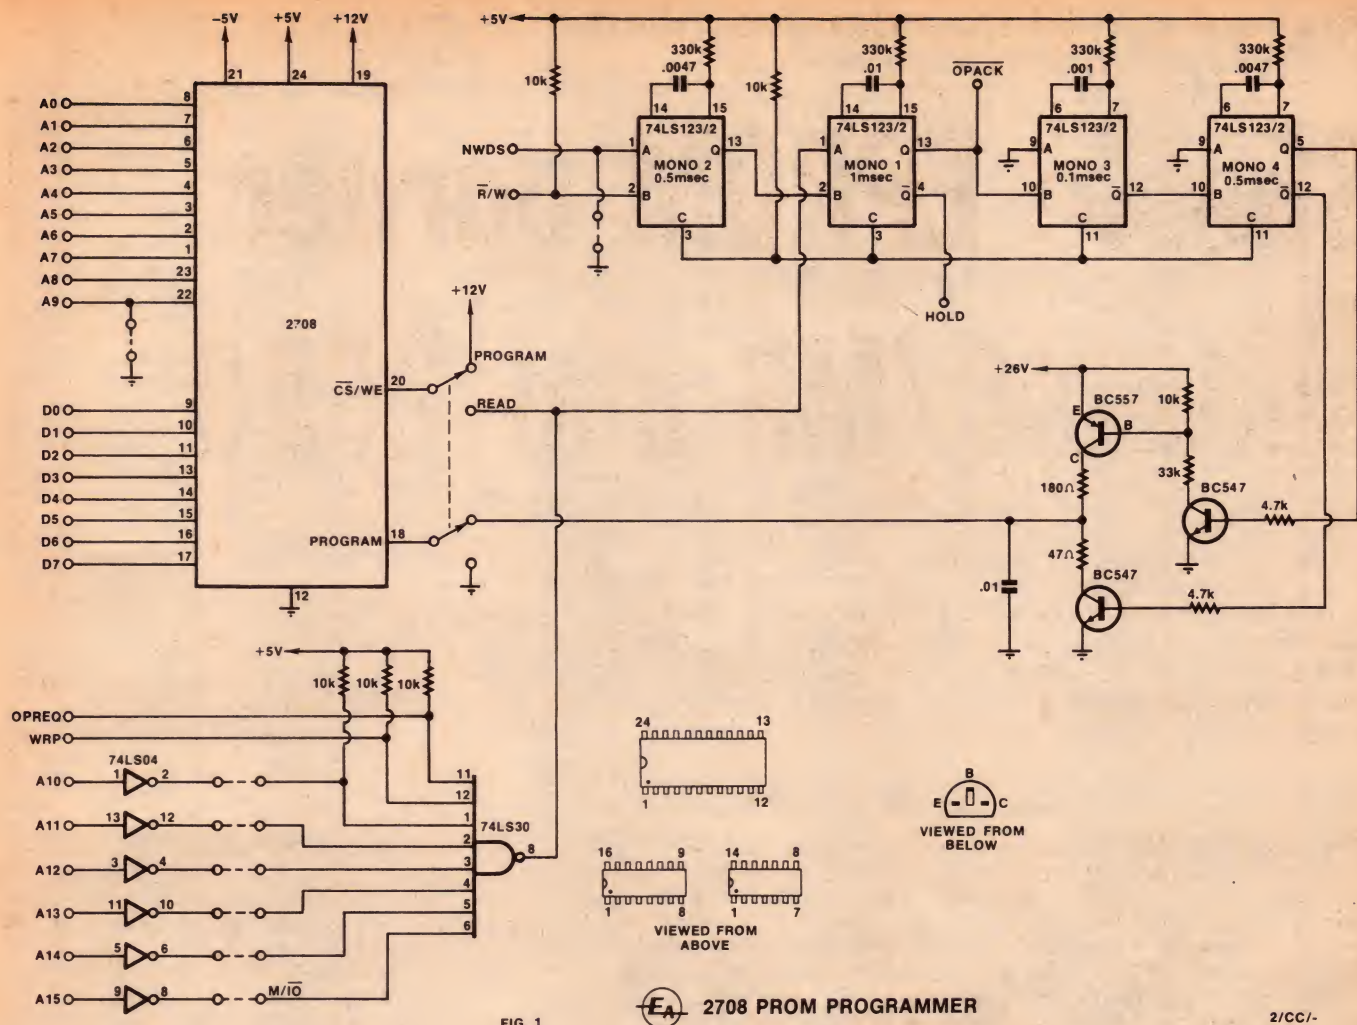 -5V +5V +12V
21 24 19
A0 8
A1 7
A2 6
A3 5
A4 4
A5 3
A6 2
A7 1
A8 23
A9 22
2708
CS/WE 20
PROGRAM 18
12
D0 9
D1 10
D2 11
D3 13
D4 14
D5 15
D6 16
D7 17
+12V
PROGRAM
READ
+5V
10k
330k
.0047
14 15
74LS123/2
NWDS 1 A Q 13
MONO 2
0.5msec
R/W 2 B
C
3
10k
330k
.01
14 15
74LS123/2
1 A Q 13
MONO 1
1msec
2 B Q 4
C
3
HOLD
OPACK
330k
.001
6 7
74LS123/2
9 A
MONO 3
0.1msec
10 B Q 12
C
11
330k
.0047
6 7
74LS123/2
9 A Q 5
MONO 4
0.5msec
10 B Q 12
C
11
+26V
E BC557 10k
B
C
33k
180Ω BC547
4.7k
47Ω
BC547
.01
4.7k
+5V
10k 10k 10k
OPREQ
WRP
74LS04
A10 1 2
A11 13 12
A12 3 4
A13 11 10
A14 5 6
A15 9 8 M/IO
11
12
1
74LS30
2
8
3
4
5
6
24 13
1 12
16 9
1 8
14 8
1 7
VIEWED FROM
ABOVE
B
E C
VIEWED FROM
BELOW
EA 2708 PROM PROGRAMMER
FIG. 1
2/CC/-